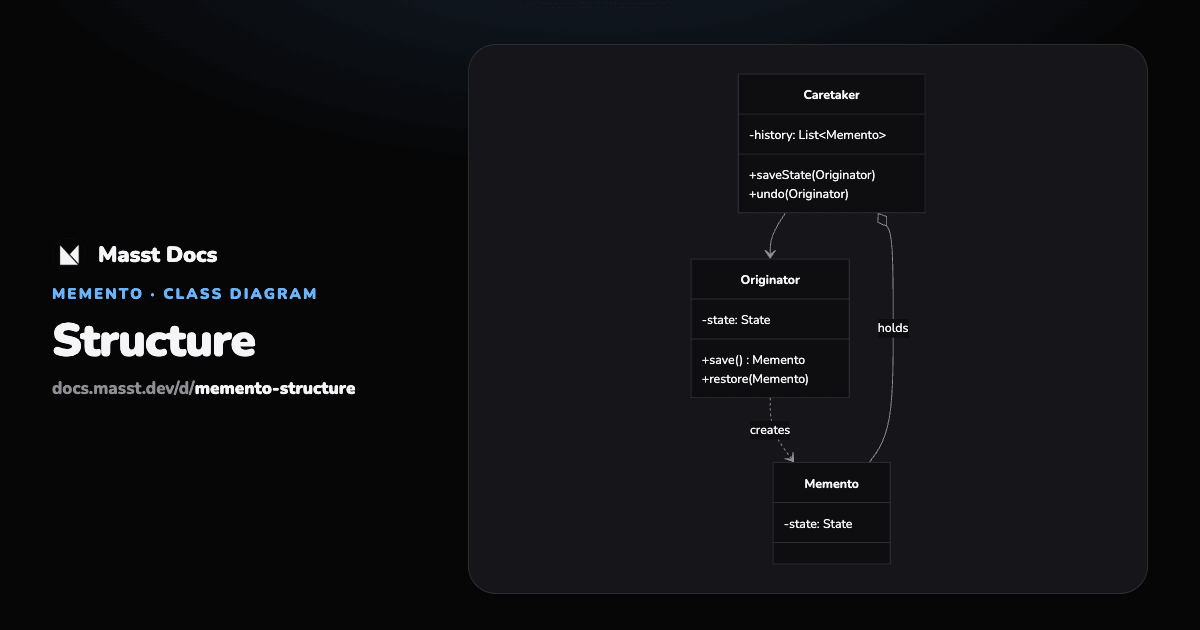 Masst Docs
MEMENTO · CLASS DIAGRAM
Structure
docs.masst.dev/d/memento-structure
Caretaker
-history: List<Memento>
+saveState(Originator)
+undo(Originator)
Originator
-state: State
+save() : Memento
+restore(Memento)
holds
creates
Memento
-state: State